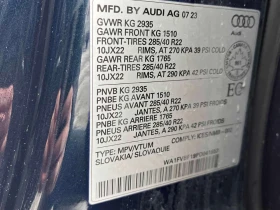 MFD. BY AUDI AG 07 23
GVWR KG 2935
GAWR FRONT KG 1510
FRONT-TIRES 285/40 R22
10JX22 RIMS, AT 270 KPA 39 PSI COLD
GAWR REAR KG 1765
REAR-TIRES 285/40 R22
10JX22 RIMS, AT 290 KPA 42 PSI COLD
Audi
PNVB KG 2935
PNBE KG AVANT 1510
PNEUS AVANT 285/40 R22
10JX22 JANTES, A 270 KPA 39 PSI
PNBE KG ARRIERE 1765
PNEUS ARRIERE 285/40 R22
10JX22 JANTES, A 290 KPA 42 PSI
EC
TYPE: MPV/VTUM
SLOVAKIA/ SLOVAQUIE
COMPLY